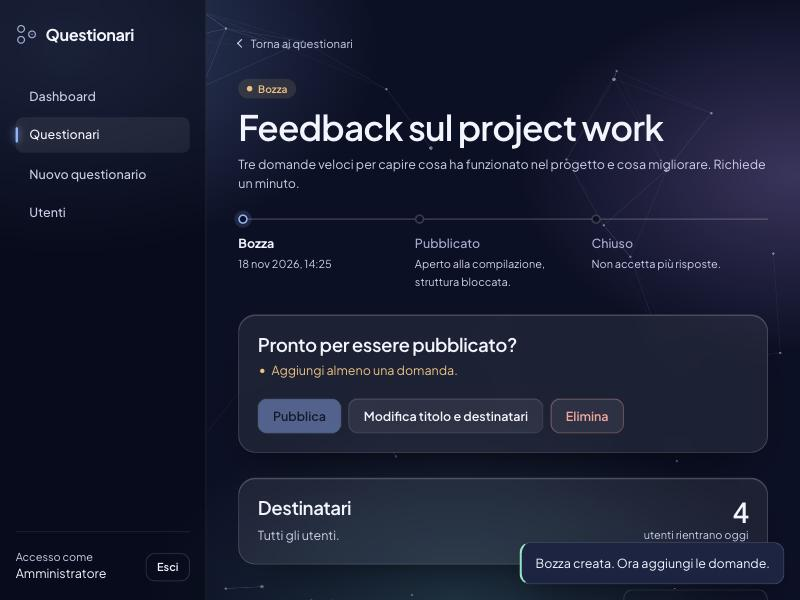 Questionari
Dashboard
Questionari
Nuovo questionario
Utenti
Accesso come
Amministratore
Esci
Torna ai questionari
Bozza
Feedback sul project work
Tre domande veloci per capire cosa ha funzionato nel progetto e cosa migliorare. Richiede
un minuto.
Bozza
18 nov 2026, 14:25
Pubblicato
Aperto alla compilazione,
struttura bloccata.
Chiuso
Non accetta più risposte.
Pronto per essere pubblicato?
Aggiungi almeno una domanda.
Pubblica
Modifica titolo e destinatari
Elimina
Destinatari
Tutti gli utenti.
4
utenti rientrano oggi
Bozza creata. Ora aggiungi le domande.